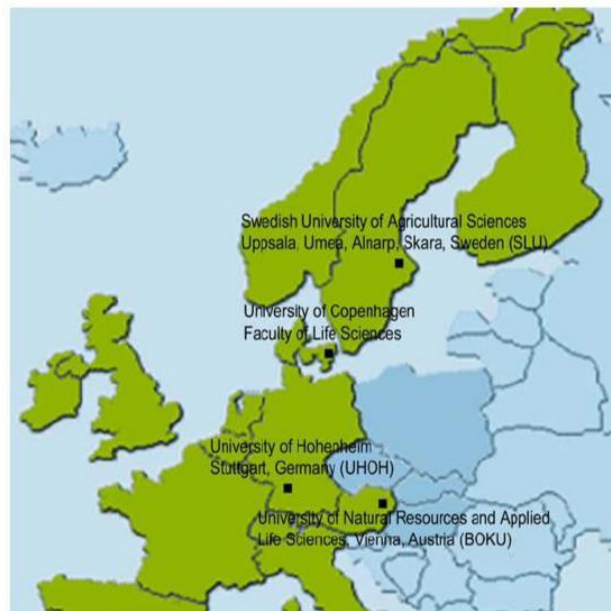 Swedish University of Agricultural Sciences
Uppsala, Umea, Alnarp, Skara, Sweden (SLU)
University of Copenhagen
Faculty of Life Sciences
University of Hohenheim
Stuttgart, Germany (UHOH)
University of Natural Resources and Applied
Life Sciences, Vienna, Austria (BOKU)